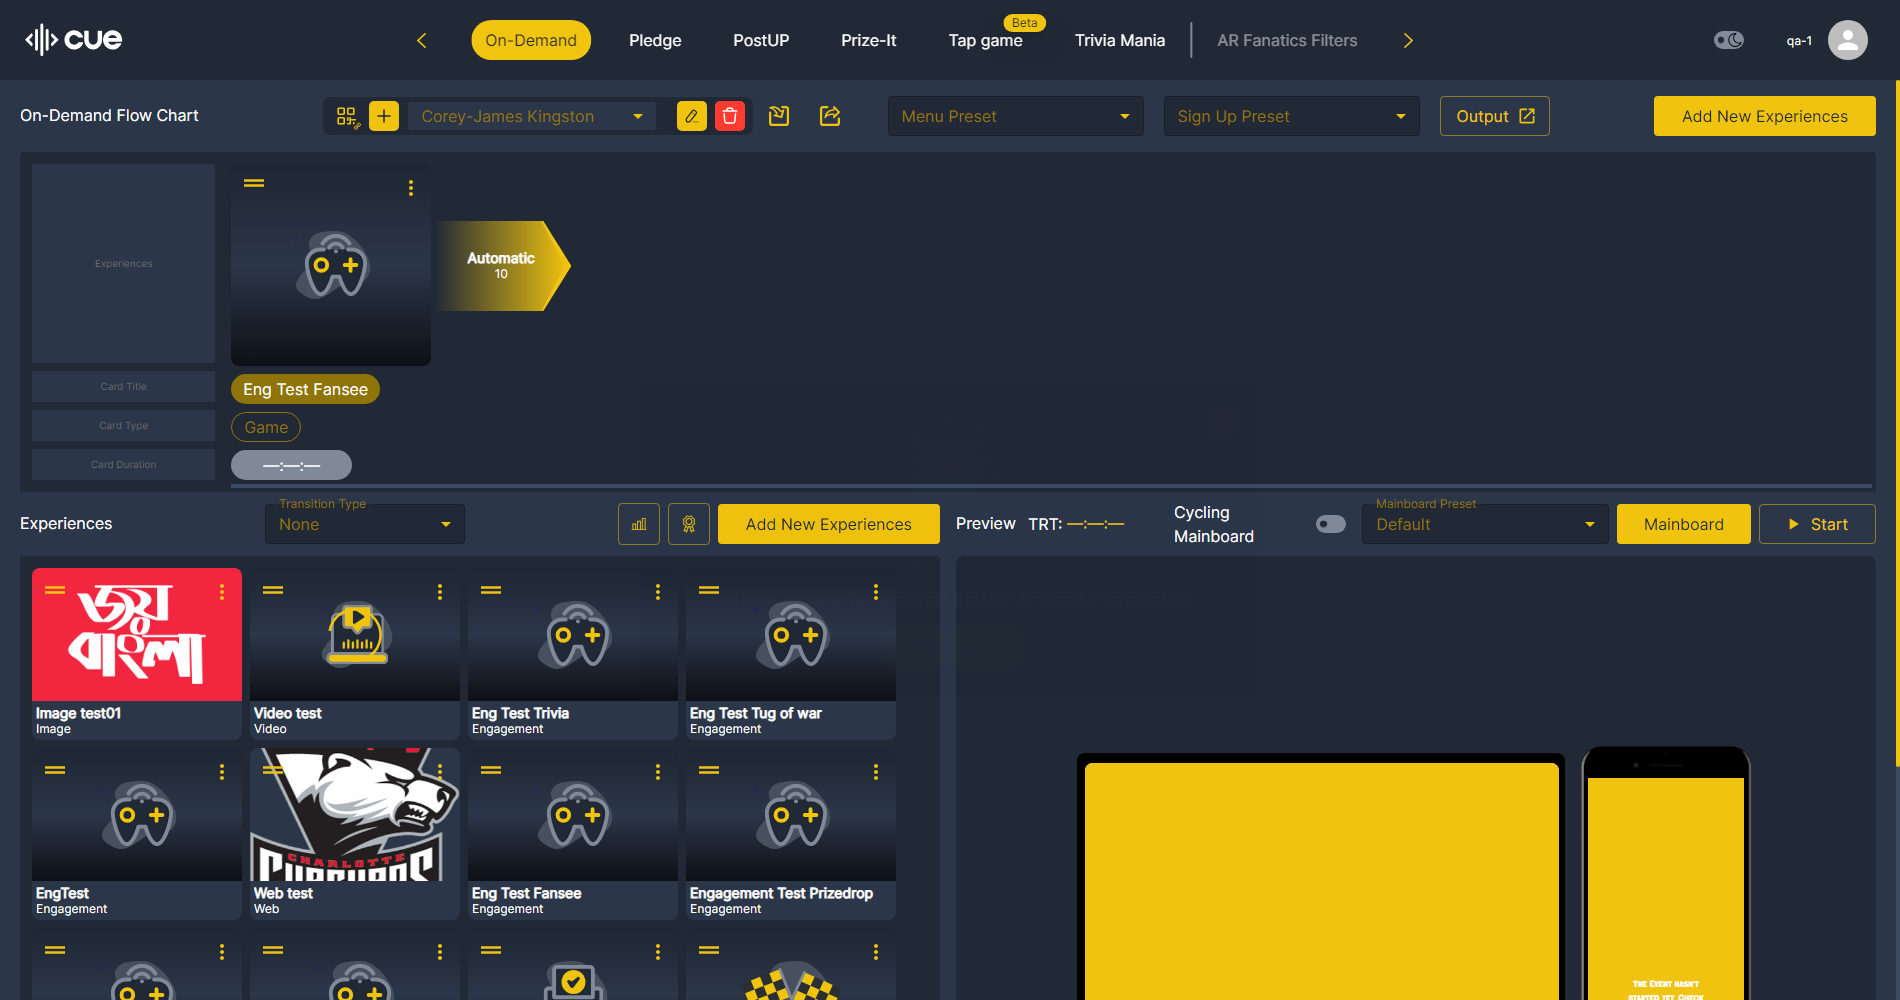 cue
On-Demand
Pledge
PostUP
Prize-It
Beta
Tap game
Trivia Mania
AR Fanatics Filters
qa-1
On-Demand Flow Chart
Corey-James Kingston
Menu Preset
Sign Up Preset
Output
Add New Experiences
Experiences
Automatic
10
Card Title
Eng Test Fansee
Card Type
Game
Card Duration
—:—:—
Experiences
Transition Type
None
Add New Experiences
Preview
TRT: —:—:—
Cycling
Mainboard
Mainboard Preset
Default
Mainboard
Start
জয়
বাংলা
Image test01
Image
Video test
Video
Eng Test Trivia
Engagement
Eng Test Tug of war
Engagement
EngTest
Engagement
CHARLOTTE
Web test
Web
Eng Test Fansee
Engagement
Engagement Test Prizedrop
Engagement
The Event hasn't
started yet. Check